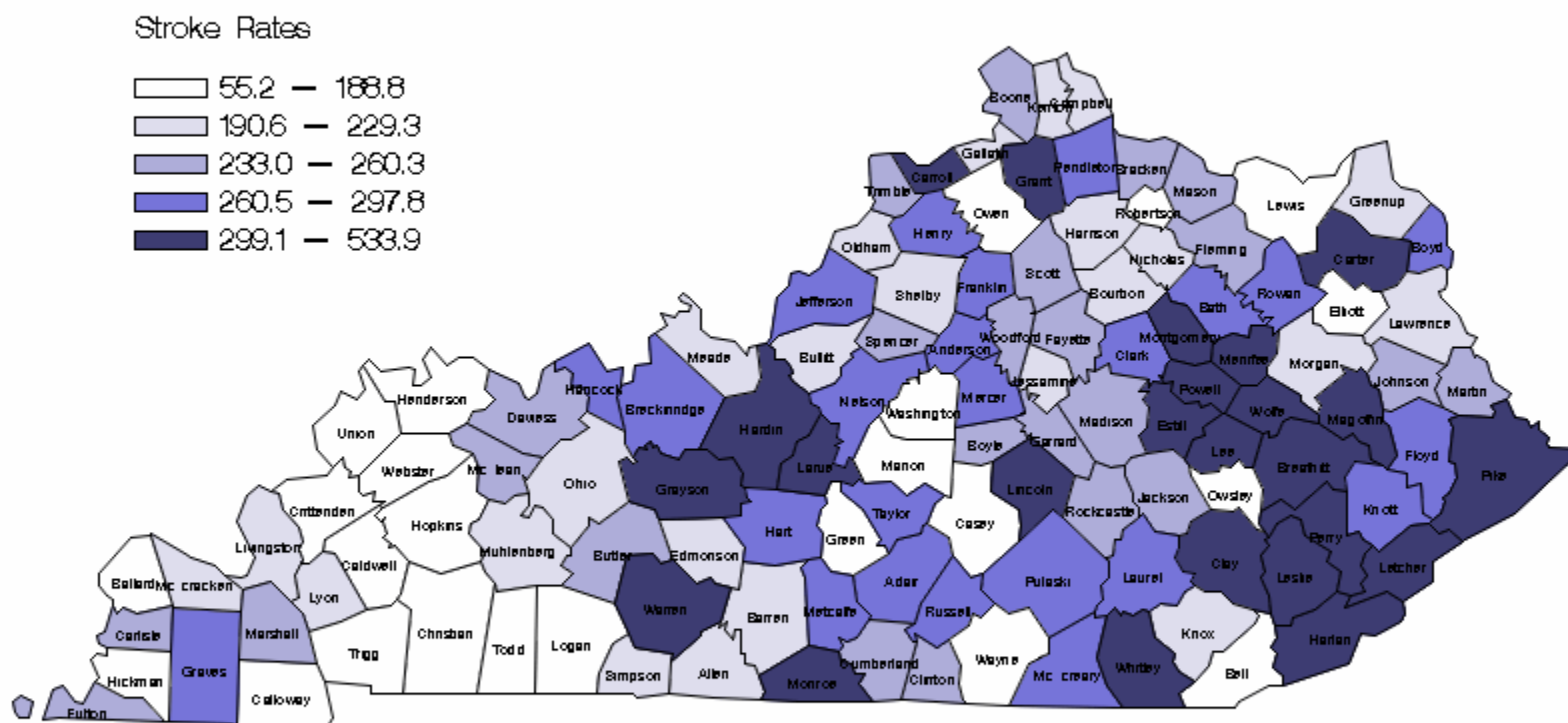 Stroke Rates
55.2 — 188.8
190.6 — 229.3
233.0 — 260.3
260.5 — 297.8
299.1 — 533.9
Boone
Campbell
Gallatin
Carroll
Grant
Pendleton
Bracken
Mason
Trimble
Owen
Robertson
Lewis
Greenup
Henry
Harrison
Oldham
Fleming
Boyd
Nicholas
Carter
Scott
Jefferson
Shelby
Franklin
Bourbon
Bath
Rowan
Elliott
Lawrence
Spencer
Woodford
Fayette
Montgomery
Meade
Bullitt
Anderson
Clark
Menifee
Morgan
Jessamine
Johnson
Martin
Hancock
Henderson
Daviess
Breckinridge
Nelson
Washington
Mercer
Powell
Wolfe
Magoffin
Union
Hardin
Boyle
Garrard
Madison
Estill
Lee
Floyd
Webster
Mc lean
Ohio
Larue
Marion
Breathitt
Pike
Grayson
Lincoln
Jackson
Owsley
Crittenden
Rockcastle
Knott
Hopkins
Taylor
Casey
Hart
Green
Perry
Livingston
Muhlenberg
Butler
Edmonson
Caldwell
Clay
Letcher
Ballard
Mc cracken
Adair
Pulaski
Laurel
Leslie
Lyon
Warren
Barren
Metcalfe
Russell
Carlisle
Marshall
Christian
Knox
Harlan
Trigg
Todd
Logan
Graves
Simpson
Allen
Cumberland
Wayne
Whitley
Hickman
Monroe
Clinton
Mc creary
Bell
Calloway
Fulton